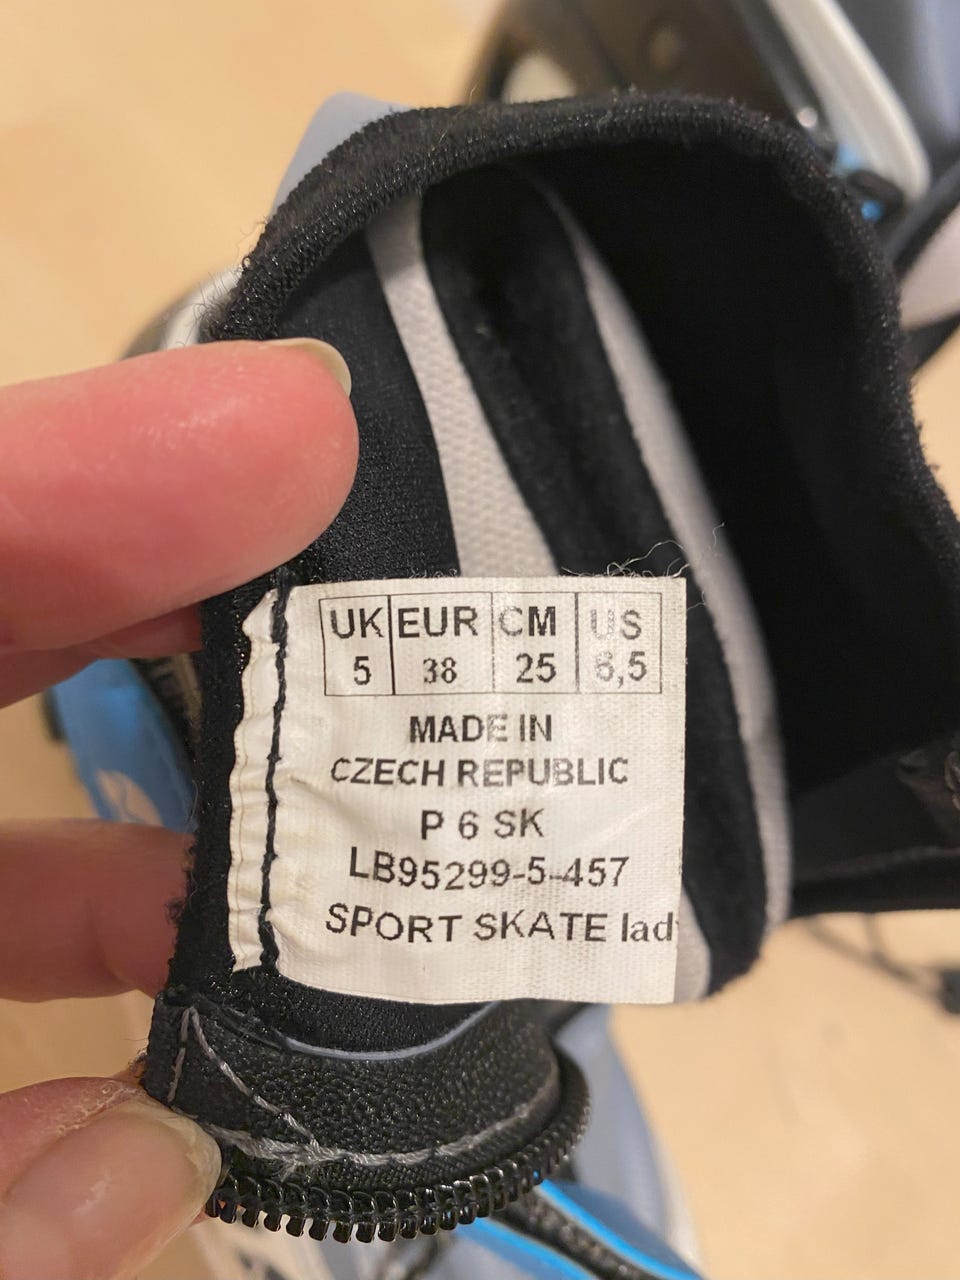 UK EUR CM US
5 38 25 6,5
MADE IN
CZECH REPUBLIC
P 6 SK
LB95299-5-457
SPORT SKATE lad